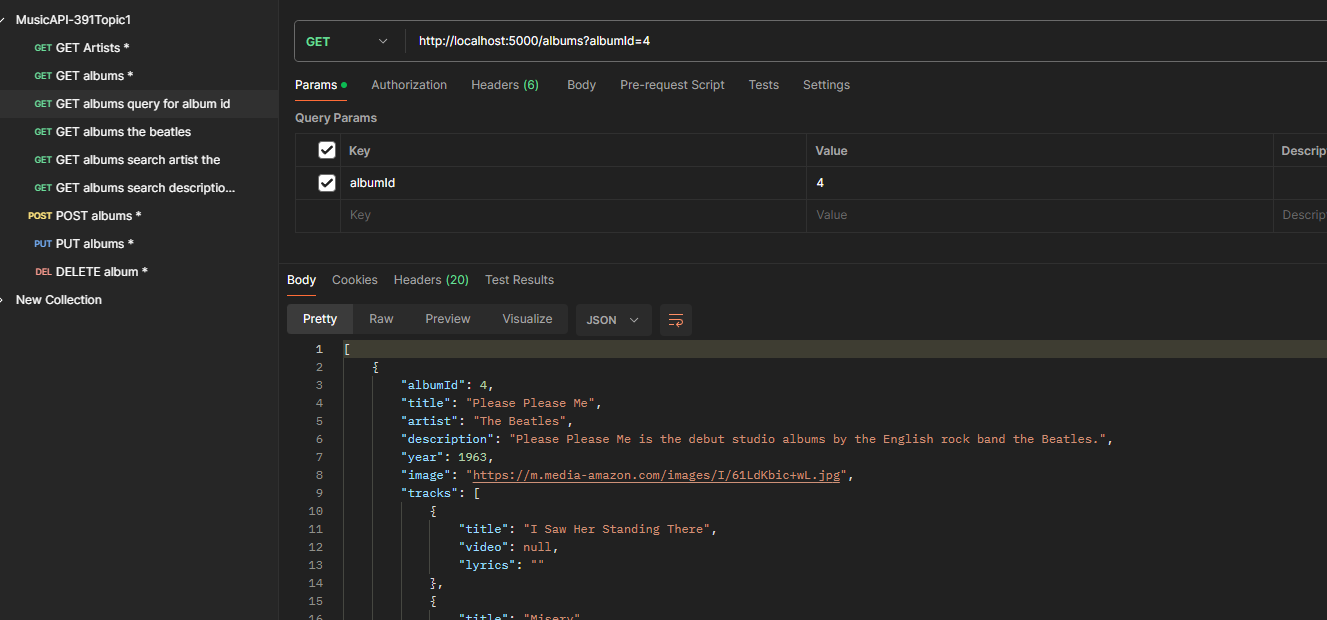 MusicAPI-391Topic1
GET GET Artists *
GET GET albums *
GET GET albums query for album id
GET GET albums the beatles
GET GET albums search artist the
GET GET albums search descriptio...
POST POST albums *
PUT PUT albums *
DEL DELETE album *
New Collection
GET http://localhost:5000/albums?albumId=4
Params Authorization Headers (6) Body Pre-request Script Tests Settings
Query Params
Key Value Descrip
albumId 4
Key Value Descrip
Body Cookies Headers (20) Test Results
Pretty Raw Preview Visualize JSON
1 [
2 {
3 "albumId": 4,
4 "title": "Please Please Me",
5 "artist": "The Beatles",
6 "description": "Please Please Me is the debut studio albums by the English rock band the Beatles.",
7 "year": 1963,
8 "image": "https://m.media-amazon.com/images/I/61LdKbic+wL.jpg",
9 "tracks": [
10 {
11 "title": "I Saw Her Standing There",
12 "video": null,
13 "lyrics": ""
14 },
15 {
16 "title": "Misery"